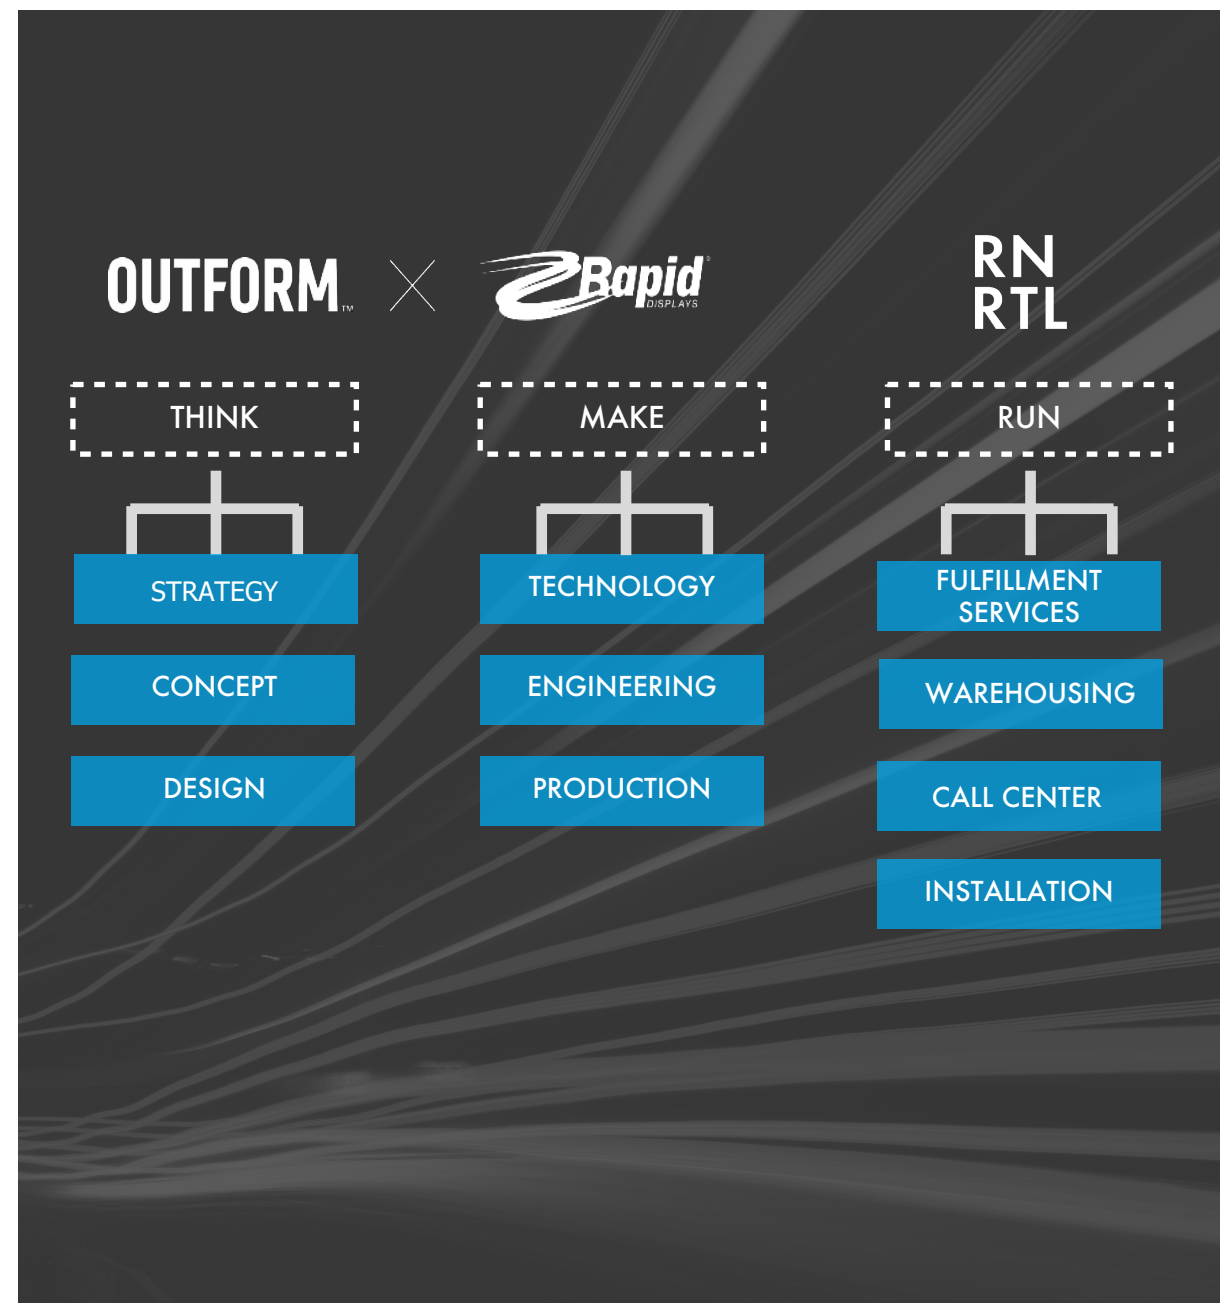 OUTFORM™
Rapid®
DISPLAYS
RN
RTL
THINK
STRATEGY
CONCEPT
DESIGN
MAKE
TECHNOLOGY
ENGINEERING
PRODUCTION
RUN
FULFILLMENT
SERVICES
WAREHOUSING
CALL CENTER
INSTALLATION